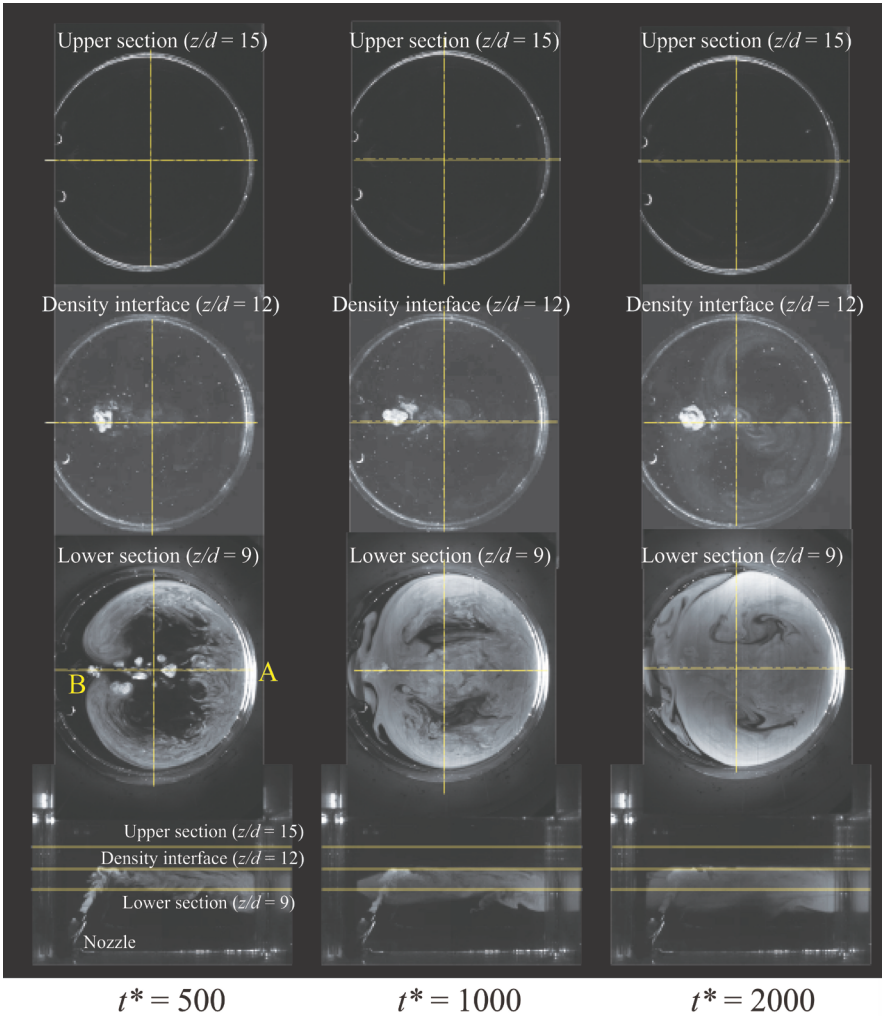 Upper section (z/d = 15)
Upper section (z/d = 15)
Upper section (z/d = 15)
Density interface (z/d = 12)
Density interface (z/d = 12)
Density interface (z/d = 12)
Lower section (z/d = 9)
Lower section (z/d = 9)
Lower section (z/d = 9)
B
A
Upper section (z/d = 15)
Density interface (z/d = 12)
Lower section (z/d = 9)
Nozzle
t* = 500
t* = 1000
t* = 2000